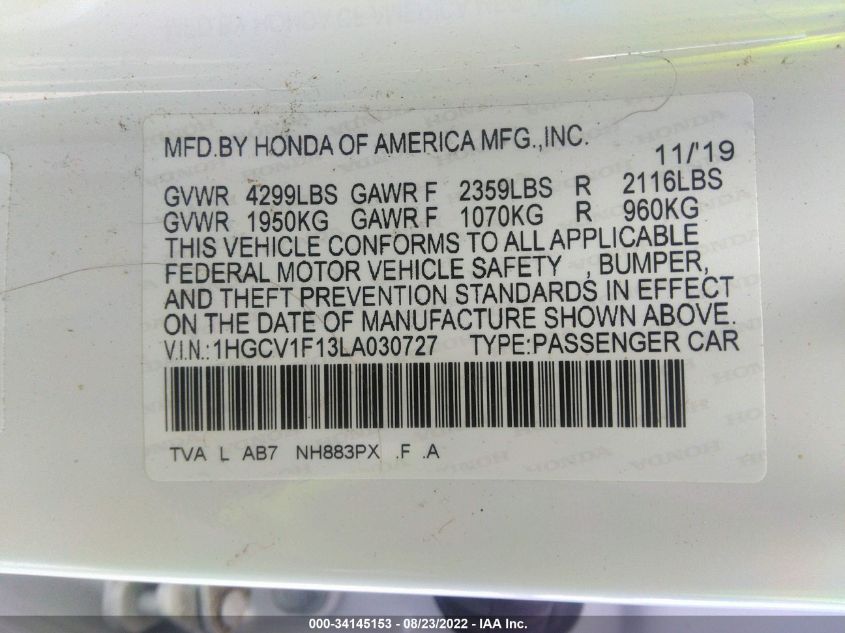 MFD.BY HONDA OF AMERICA MFG.,INC. 11/'19
GVWR 4299LBS GAWR F 2359LBS R 2116LBS
GVWR 1950KG GAWR F 1070KG R 960KG
THIS VEHICLE CONFORMS TO ALL APPLICABLE
FEDERAL MOTOR VEHICLE SAFETY , BUMPER,
AND THEFT PREVENTION STANDARDS IN EFFECT
ON THE DATE OF MANUFACTURE SHOWN ABOVE.
V.I.N.:1HGCV1F13LA030727 TYPE:PASSENGER CAR
TVA L AB7 NH883PX .F .A
000-34145153 - 08/23/2022 - IAA Inc.